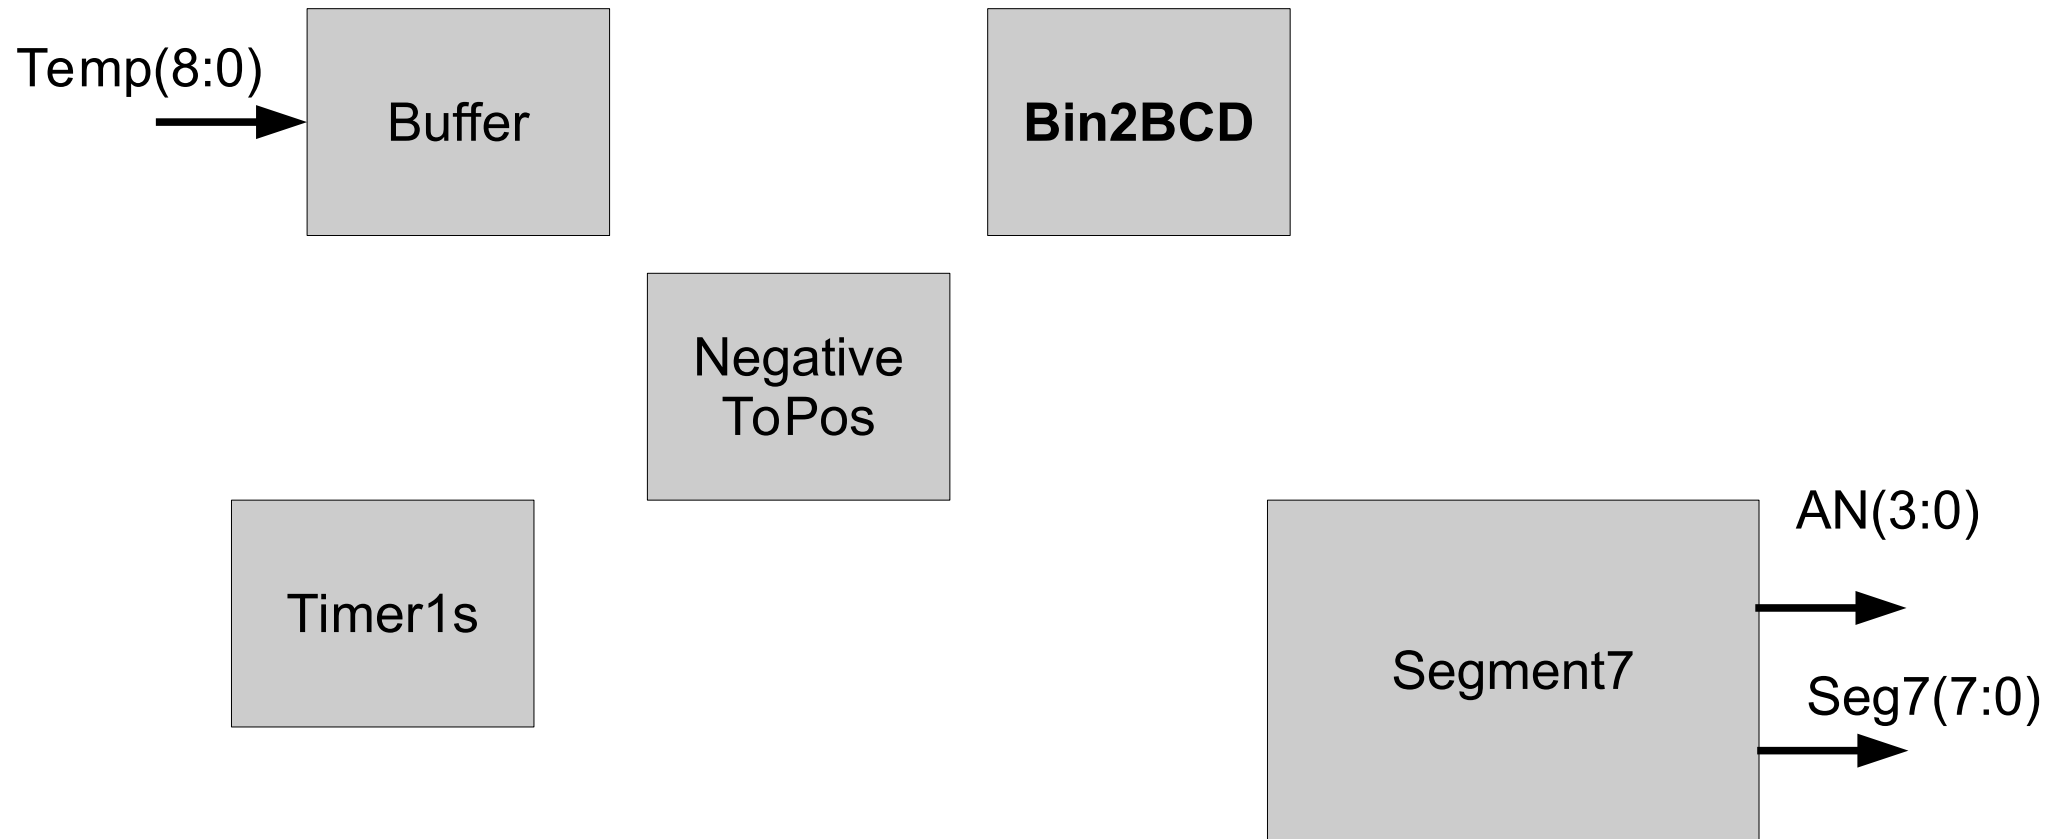 Temp(8:0)
Buffer
Bin2BCD
Negative
ToPos
Timer1s
AN(3:0)
Segment7
Seg7(7:0)